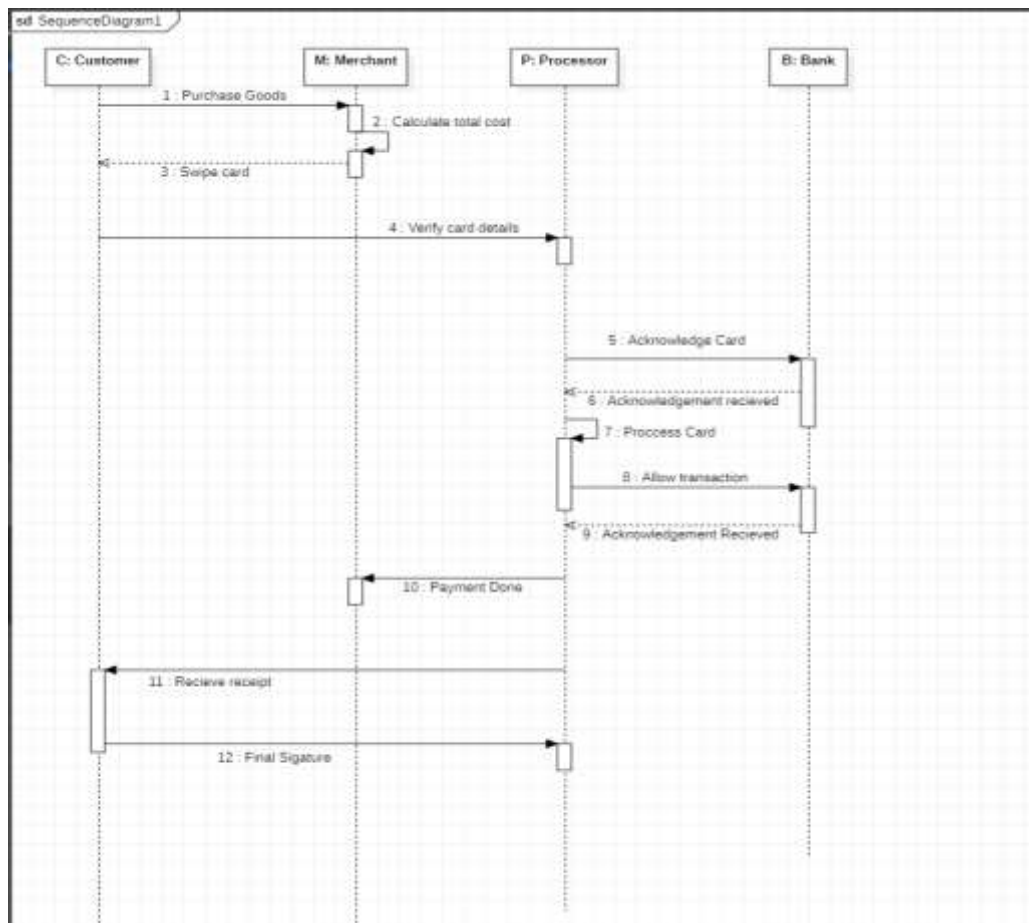 sd SequenceDiagram1
C: Customer
M: Merchant
P: Processor
B: Bank
1 : Purchase Goods
2 : Calculate total cost
3 : Swipe card
4 : Verify card details
5 : Acknowledge Card
6 : Acknowledgement recieved
7 : Proccess Card
8 : Allow transaction
9 : Acknowledgement Recieved
10 : Payment Done
11 : Recieve receipt
12 : Final Sigature